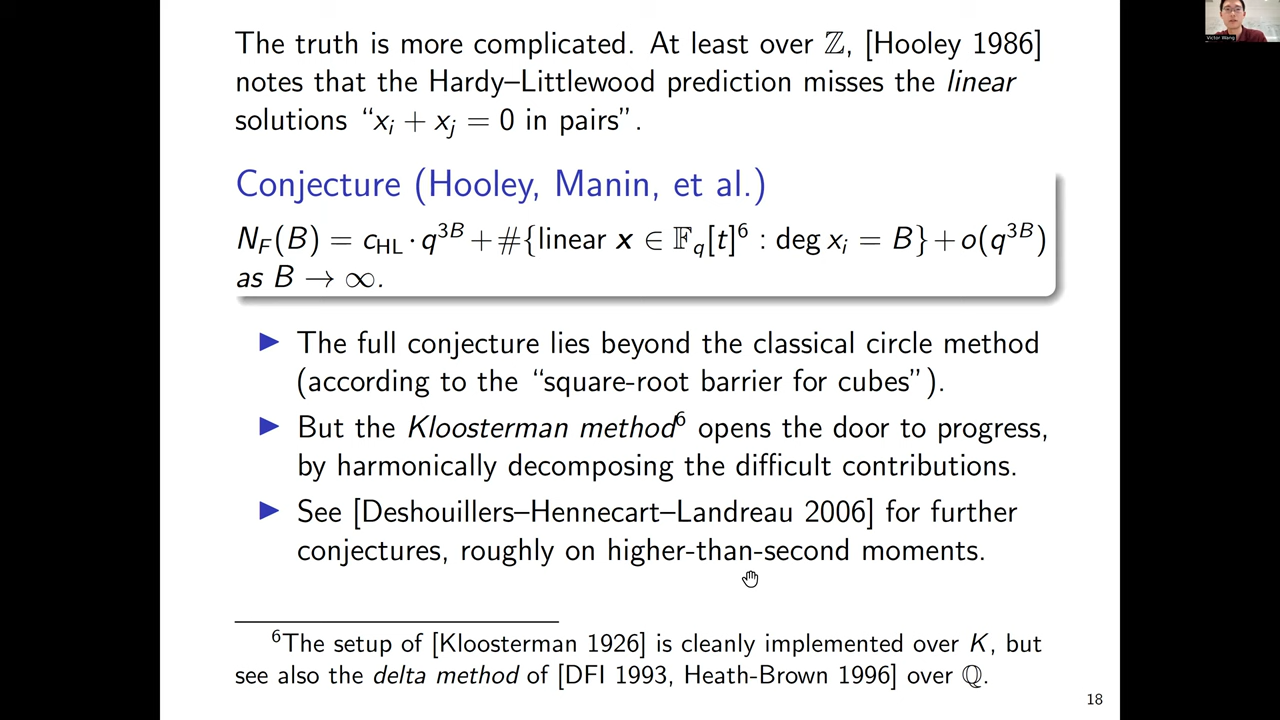 The truth is more complicated. At least over ℤ, [Hooley 1986]
notes that the Hardy–Littlewood prediction misses the linear
solutions “xᵢ + xⱼ = 0 in pairs”.
Conjecture (Hooley, Manin, et al.)
N_F(B) = c_HL · q^{3B} + #{linear x ∈ 𝔽_q[t]^6 : deg x_i = B} + o(q^{3B})
as B → ∞.
▶ The full conjecture lies beyond the classical circle method
(according to the “square-root barrier for cubes”).
▶ But the Kloosterman method⁶ opens the door to progress,
by harmonically decomposing the difficult contributions.
▶ See [Deshouillers–Hennecart–Landreau 2006] for further
conjectures, roughly on higher-than-second moments.
⁶The setup of [Kloosterman 1926] is cleanly implemented over K, but
see also the delta method of [DFI 1993, Heath-Brown 1996] over ℚ.
18
Victor Wang